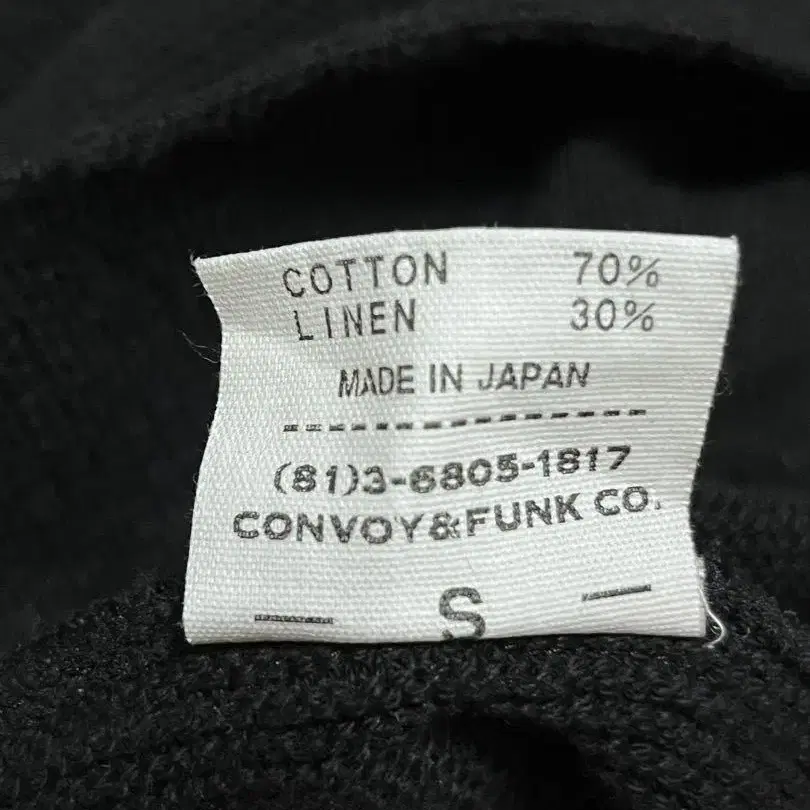 COTTON 70%
LINEN 30%
MADE IN JAPAN
(81)3-6805-1817
CONVOY&FUNK CO.
— S —